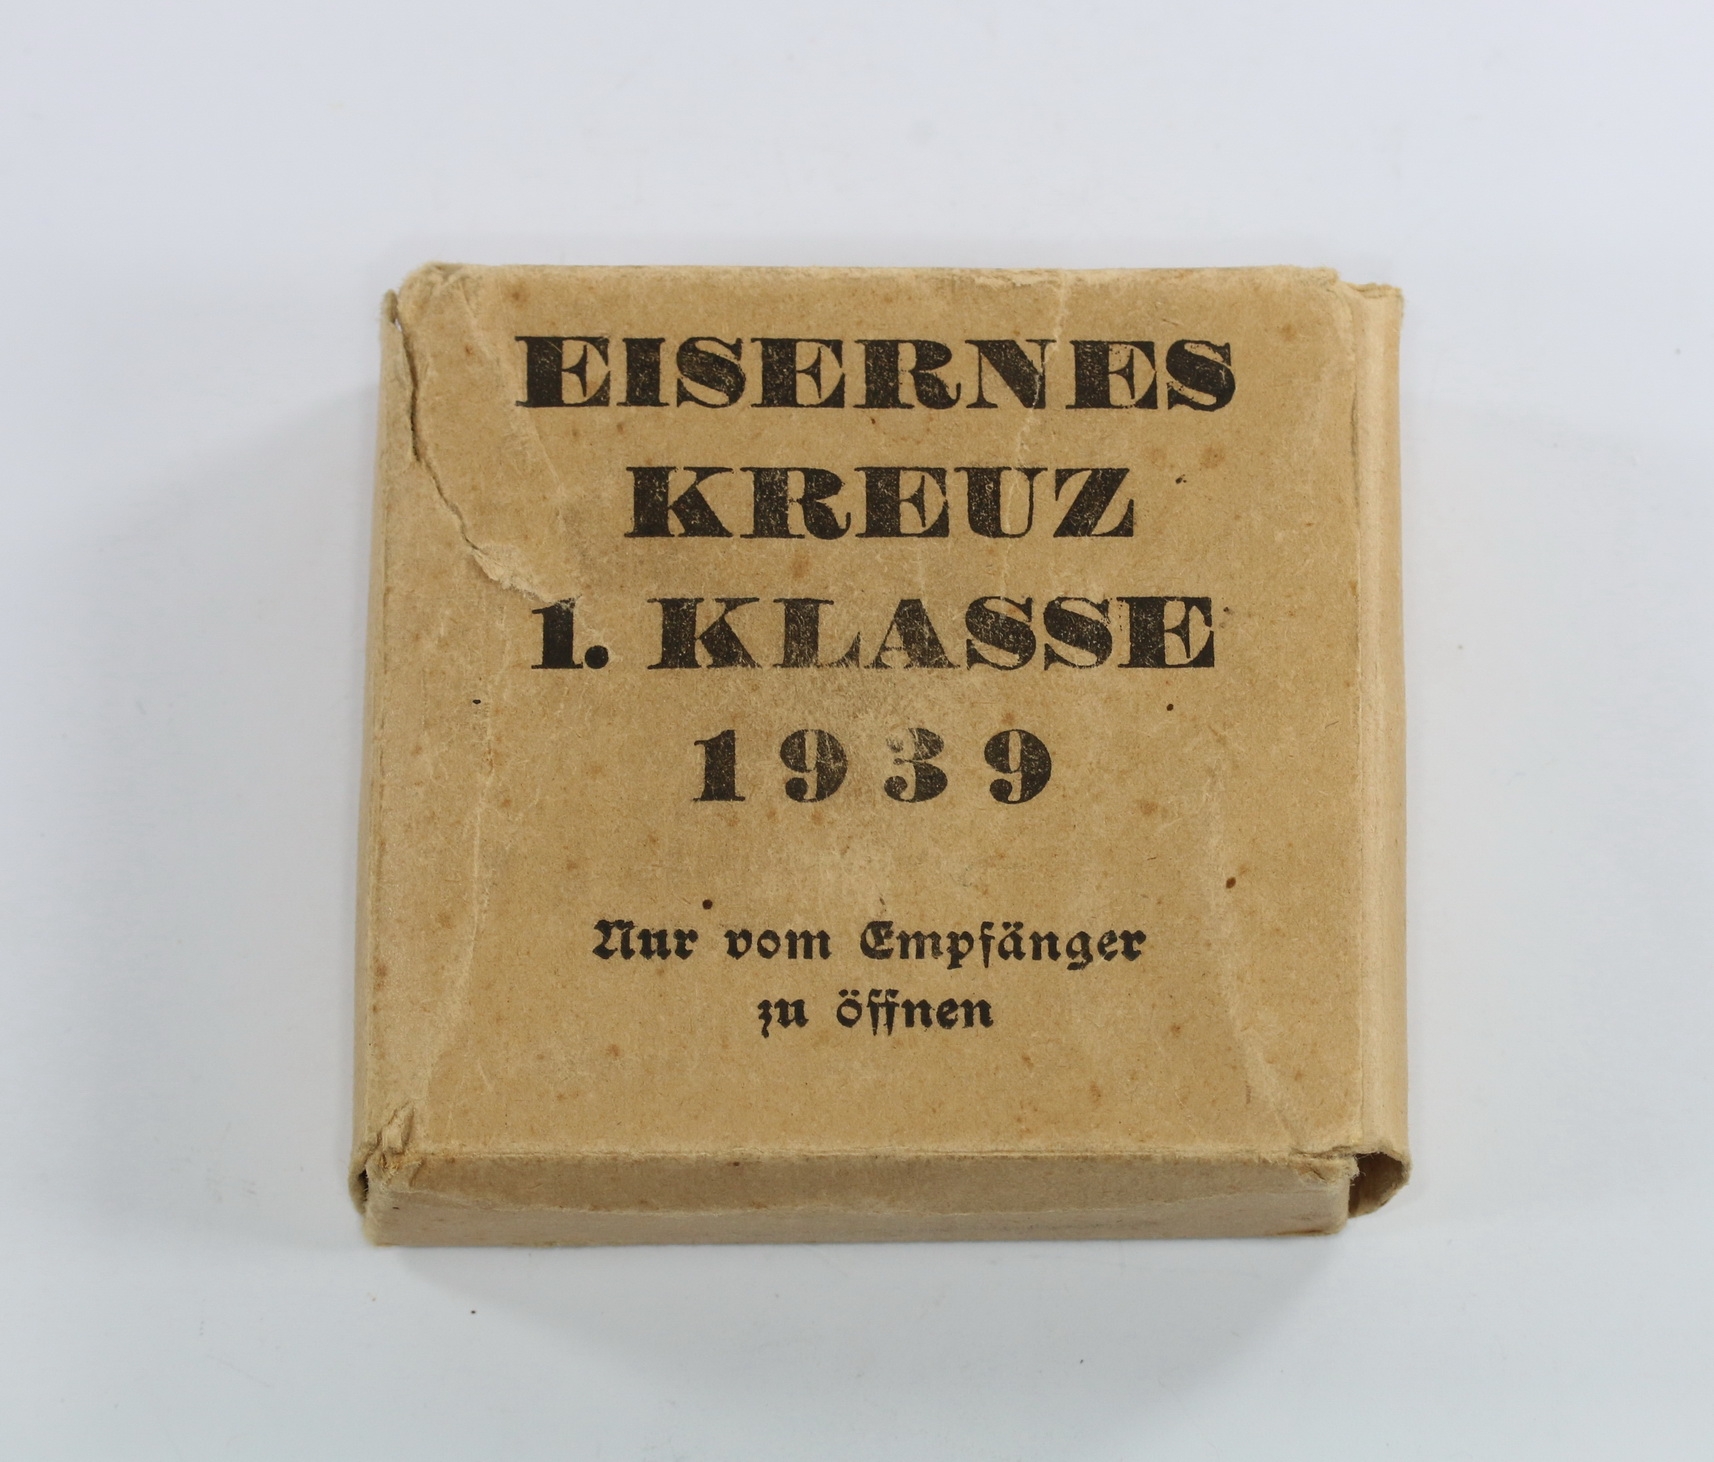 EISERNES
KREUZ
1. KLASSE
1939
Nur vom Empfänger
zu öffnen